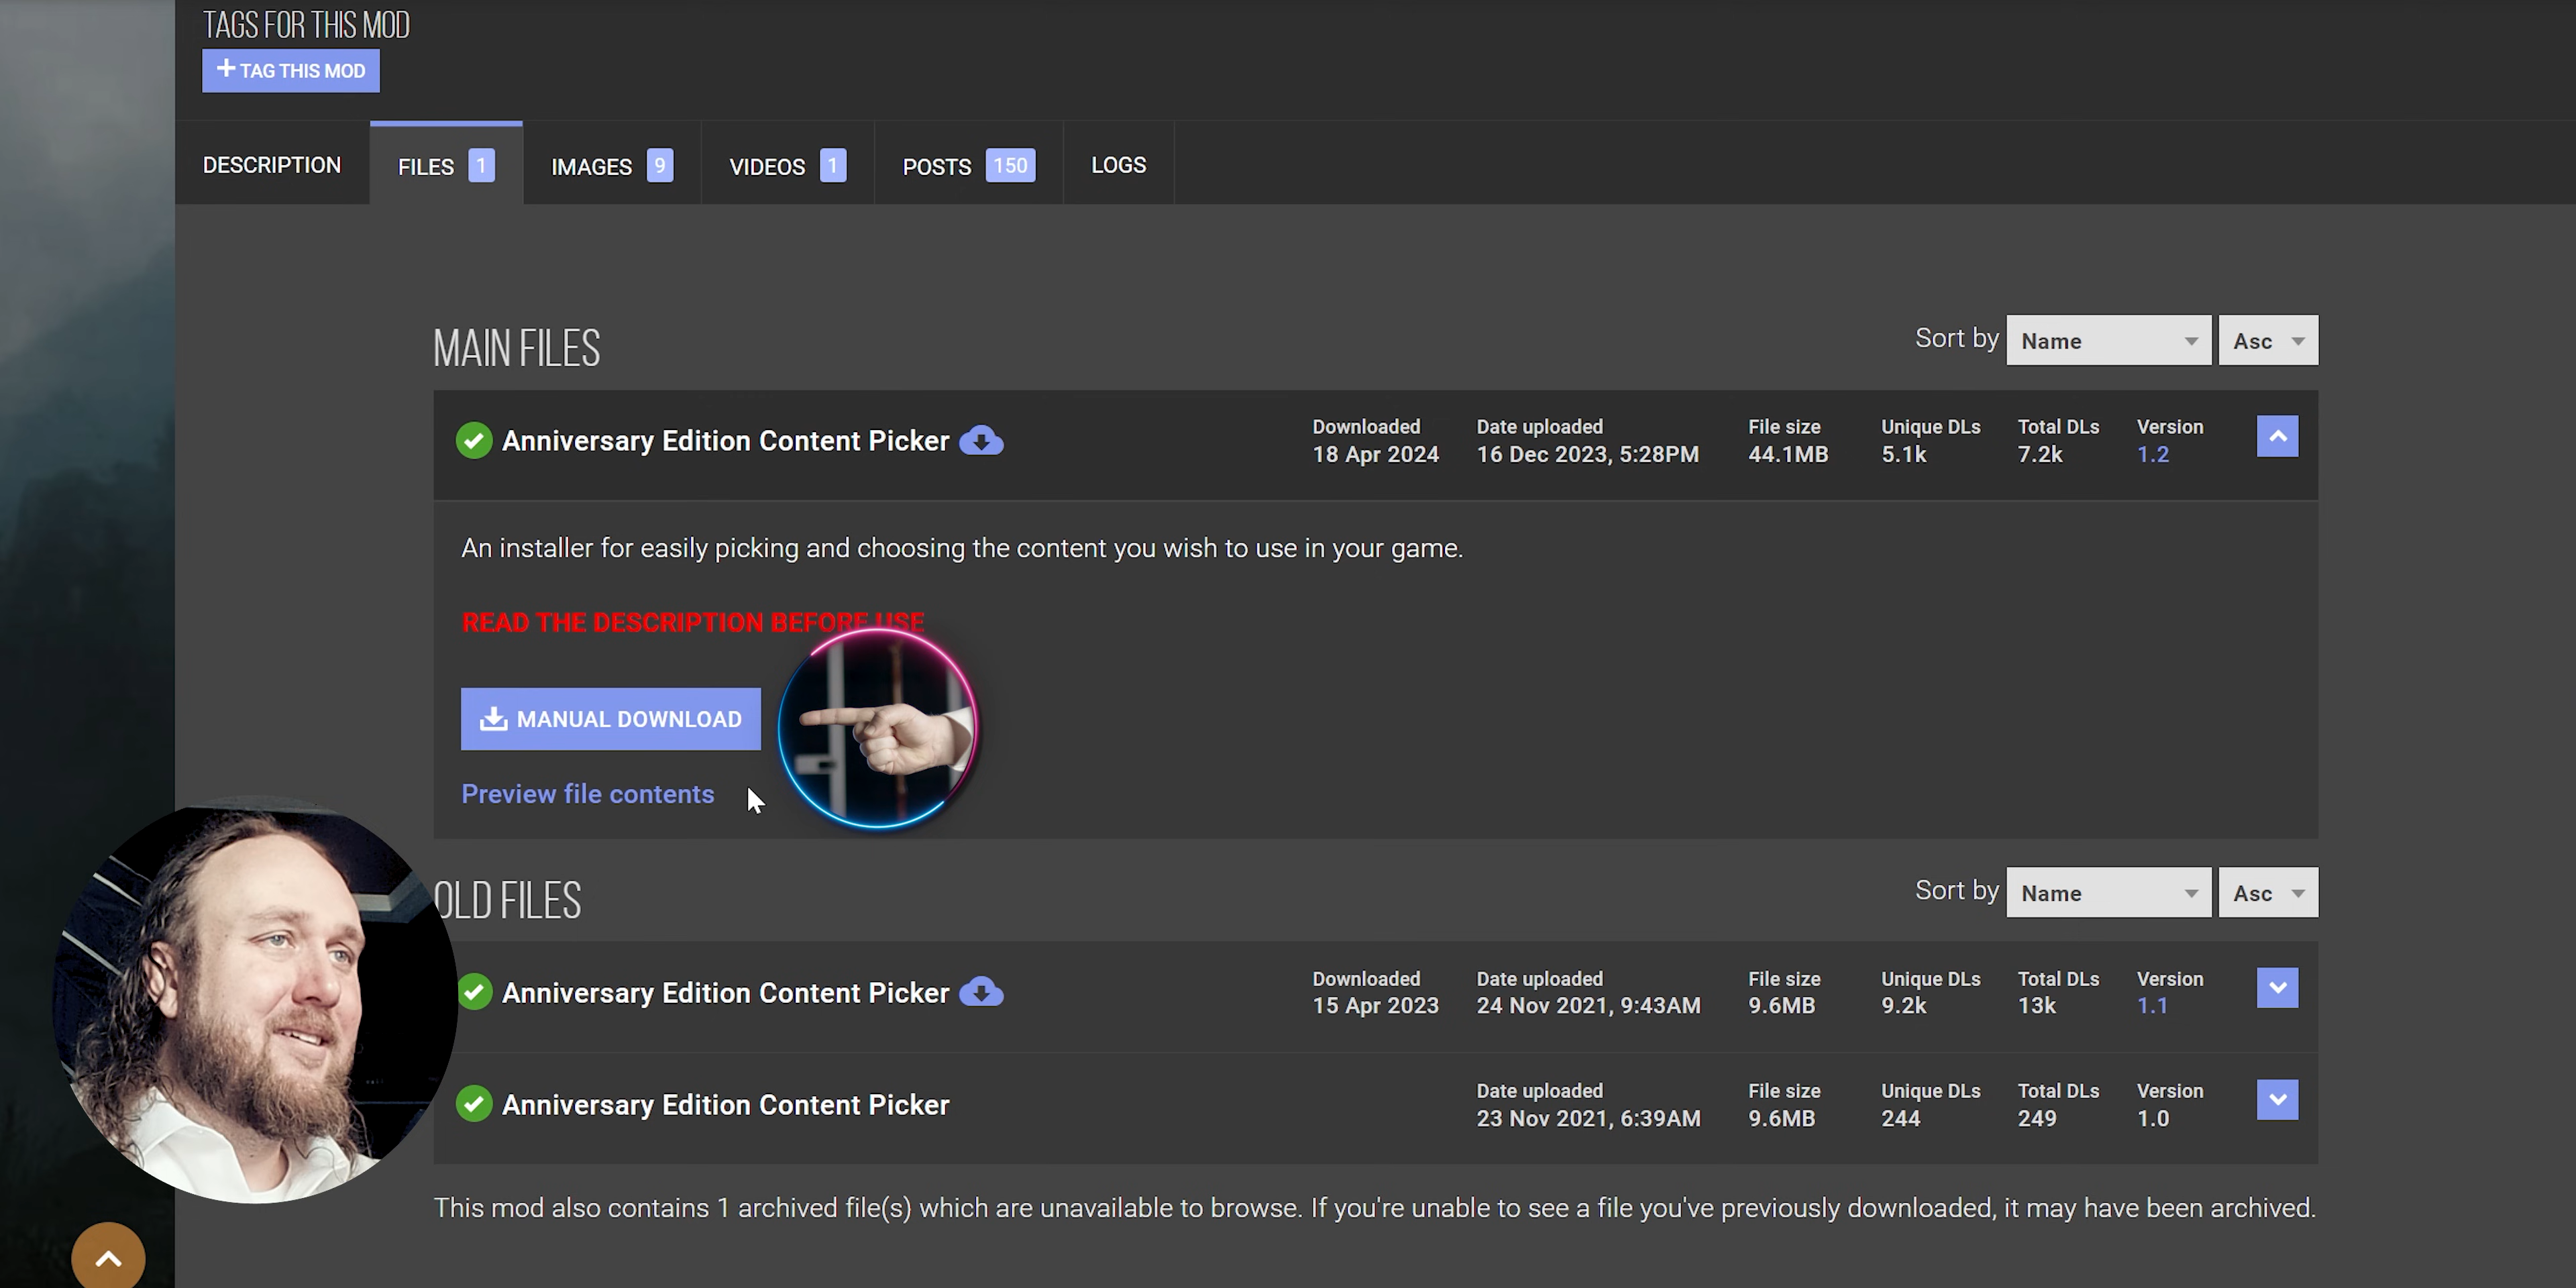 TAGS FOR THIS MOD
+ TAG THIS MOD
DESCRIPTION FILES 1 IMAGES 9 VIDEOS 1 POSTS 150 LOGS
MAIN FILES
Sort by Name Asc
Anniversary Edition Content Picker
Downloaded Date uploaded File size Unique DLs Total DLs Version
18 Apr 2024 16 Dec 2023, 5:28PM 44.1MB 5.1k 7.2k 1.2
An installer for easily picking and choosing the content you wish to use in your game.
READ THE DESCRIPTION BEFORE USE
MANUAL DOWNLOAD
Preview file contents
OLD FILES
Sort by Name Asc
Anniversary Edition Content Picker
Downloaded Date uploaded File size Unique DLs Total DLs Version
15 Apr 2023 24 Nov 2021, 9:43AM 9.6MB 9.2k 13k 1.1
Anniversary Edition Content Picker
Date uploaded File size Unique DLs Total DLs Version
23 Nov 2021, 6:39AM 9.6MB 244 249 1.0
This mod also contains 1 archived file(s) which are unavailable to browse. If you're unable to see a file you've previously downloaded, it may have been archived.